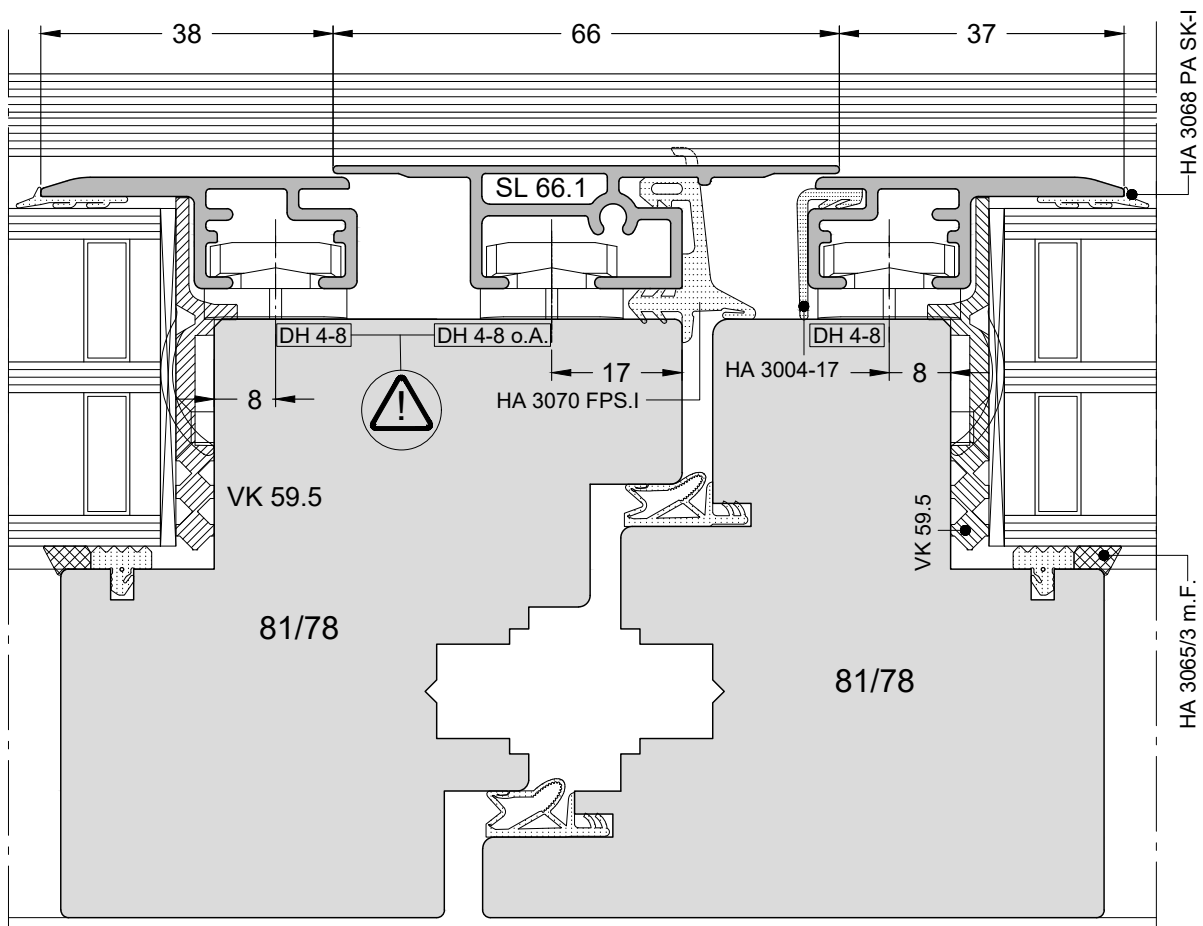 38
66
37
HA 3068 PA SK-I
SL 66.1
DH 4-8
DH 4-8 o.A.
DH 4-8
17
HA 3004-17
8
8
HA 3070 FPS.I
!
VK 59.5
VK 59.5
81/78
81/78
HA 3065/3 m.F.